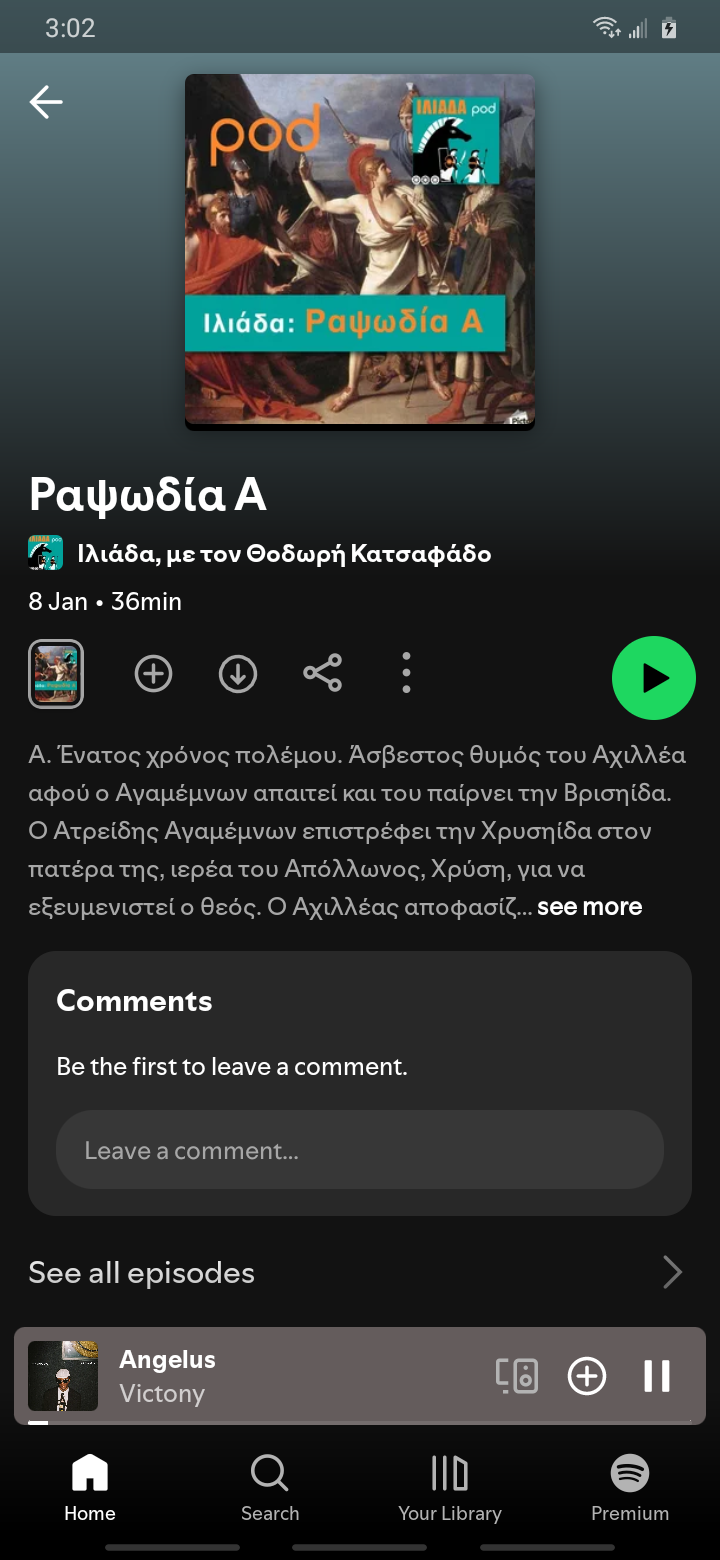 3:02
pod
ΙΛΙΑΔΑ pod
Ιλιάδα: Ραψωδία Α
Ραψωδία Α
Ιλιάδα, με τον Θοδωρή Κατσαφάδο
8 Jan • 36min
Α. Ένατος χρόνος πολέμου. Άσβεστος θυμός του Αχιλλέα
αφού ο Αγαμέμνων απαιτεί και του παίρνει την Βρισηίδα.
Ο Ατρείδης Αγαμέμνων επιστρέφει την Χρυσηίδα στον
πατέρα της, ιερέα του Απόλλωνος, Χρύση, για να
εξευμενιστεί ο θεός. Ο Αχιλλέας αποφασίζ... see more
Comments
Be the first to leave a comment.
Leave a comment...
See all episodes
Angelus
Victony
Home
Search
Your Library
Premium